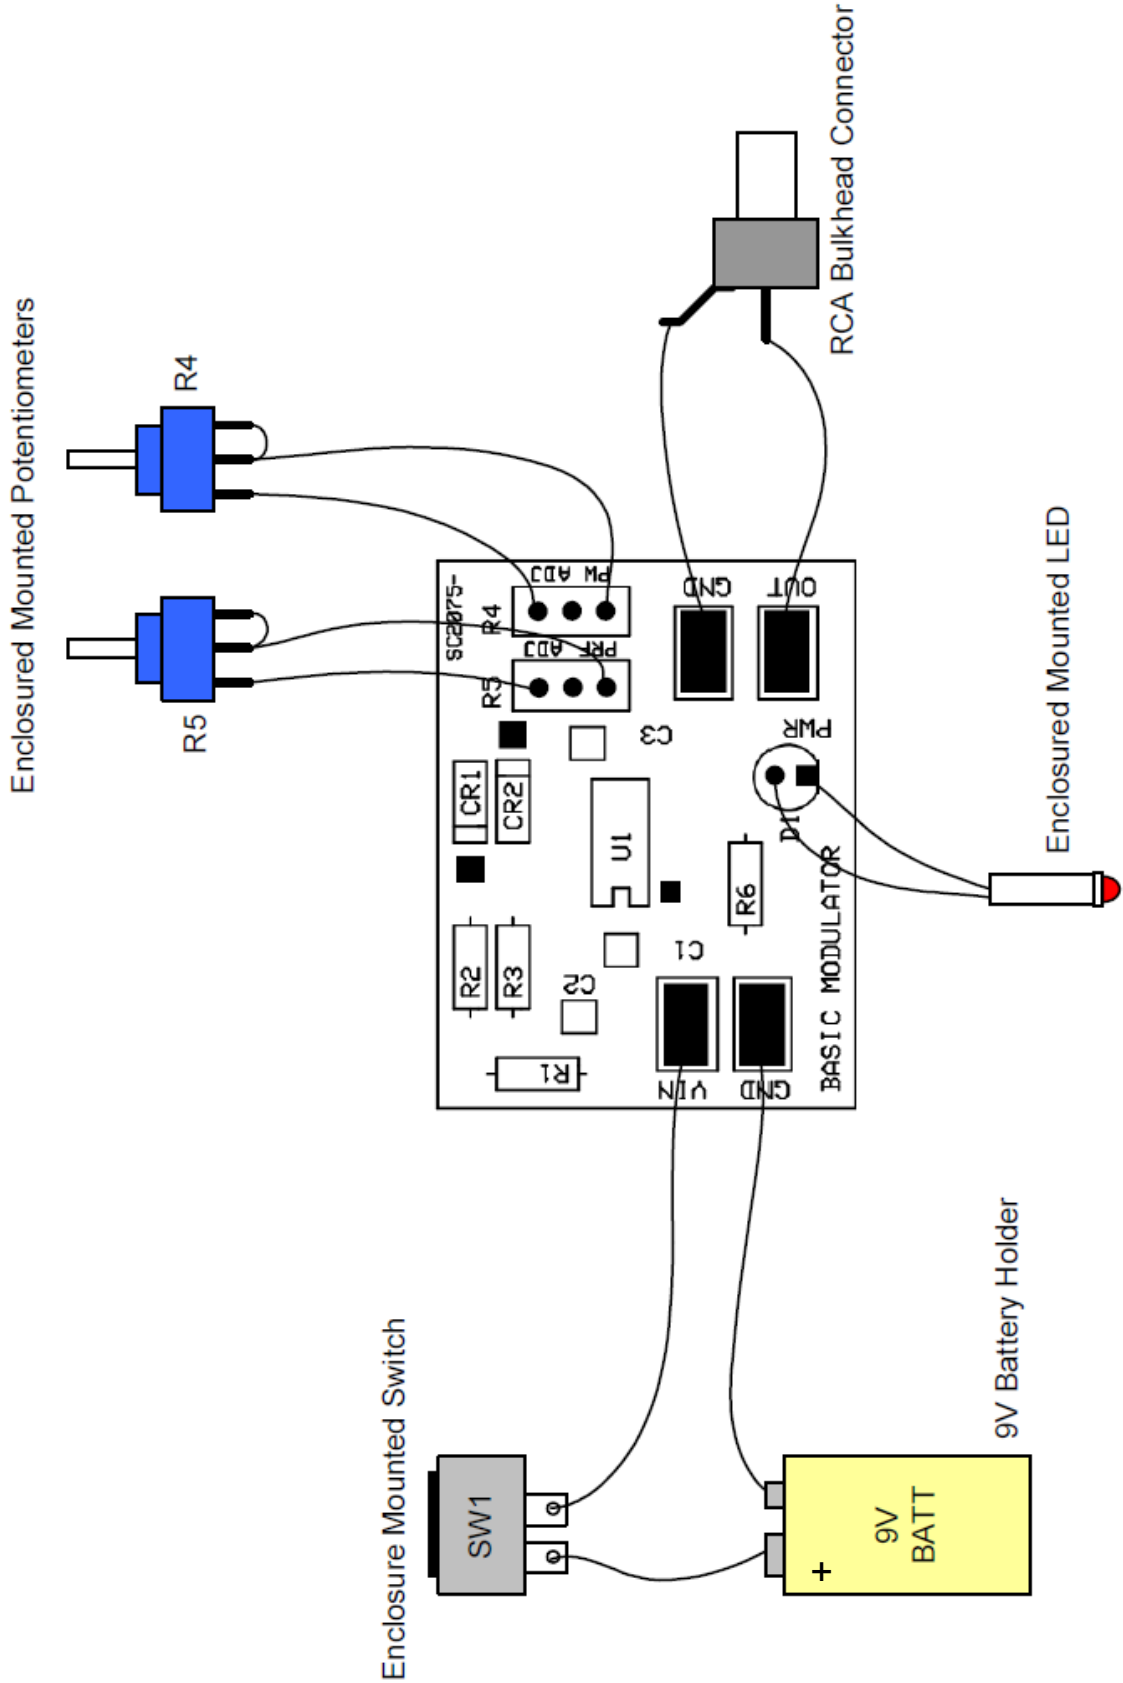 Enclosured Mounted Potentiometers
R4
R5
RCA Bulkhead Connector
SC2075-
R4
PW ADJ
R5
PRF ADJ
GND
OUT
C3
PWR
CR1
CR2
U1
D1
R6
R2
R3
C2
C1
R1
VIN
GND
BASIC MODULATOR
Enclosured Mounted LED
Enclosure Mounted Switch
SW1
9V Battery Holder
+
9V
BATT